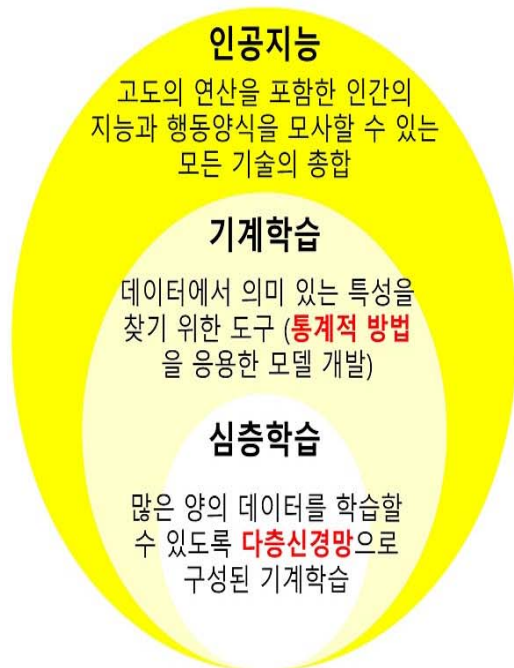 인공지능
고도의 연산을 포함한 인간의
지능과 행동양식을 모사할 수 있는
모든 기술의 총합
기계학습
데이터에서 의미 있는 특성을
찾기 위한 도구 (통계적 방법
을 응용한 모델 개발)
심층학습
많은 양의 데이터를 학습할
수 있도록 다층신경망으로
구성된 기계학습